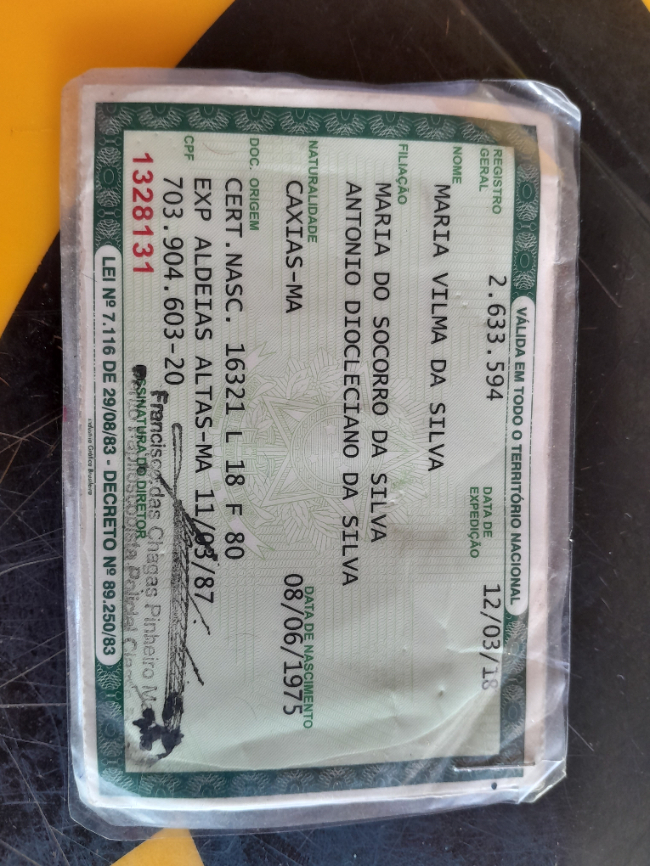 VÁLIDA EM TODO O TERRITÓRIO NACIONAL
REGISTRO GERAL 2.633.594 DATA DE EXPEDIÇÃO 12/03/18
NOME
MARIA VILMA DA SILVA
FILIAÇÃO
MARIA DO SOCORRO DA SILVA
ANTONIO DIOCLECIANO DA SILVA
NATURALIDADE DATA DE NASCIMENTO
CAXIAS-MA 08/06/1975
DOC. ORIGEM
CERT.NASC. 16321 L 18 F 80
EXP ALDEIAS ALTAS-MA 11/03/87
CPF
703.904.603-20
Francisco das Chagas Pinheiro
1328131 ASSINATURA DO DIRETOR
LEI Nº 7.116 DE 29/08/83 - DECRETO Nº 89.250/83